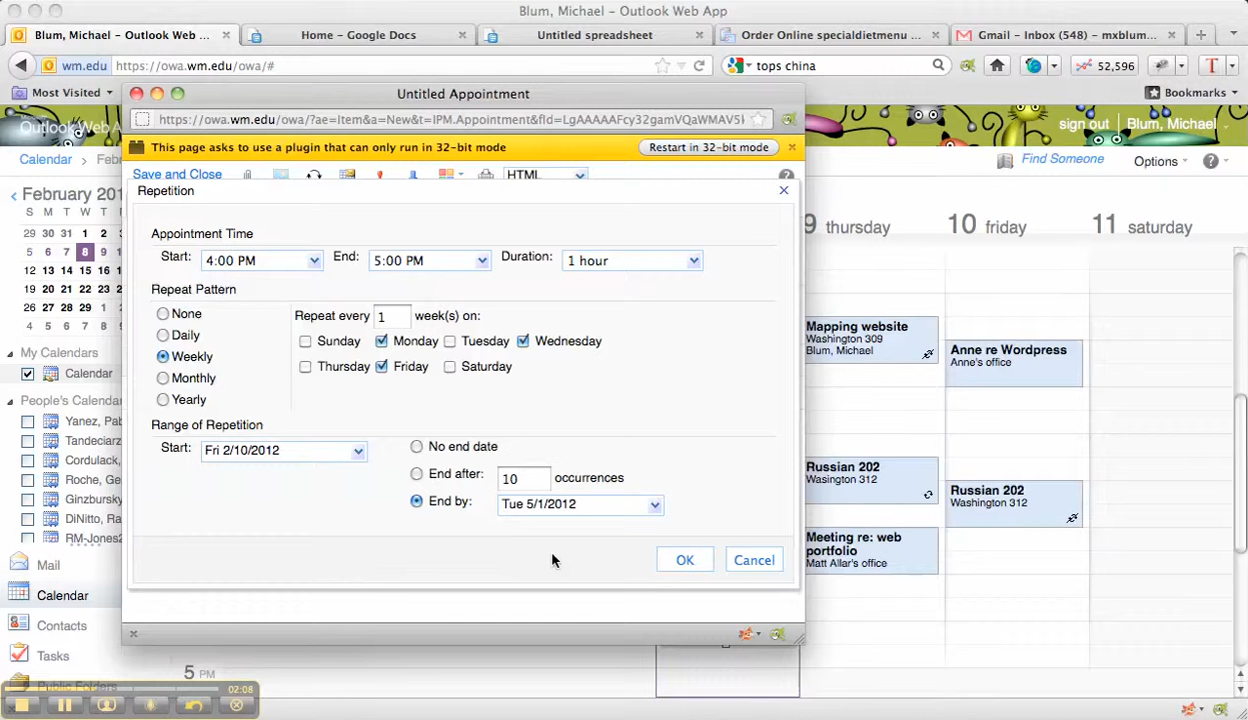 Blum, Michael – Outlook Web App
Blum, Michael – Outlook Web ...
Home – Google Docs
Untitled spreadsheet
Order Online specialdietmenu ...
Gmail – Inbox (548) – mxblum...
wm.edu https://owa.wm.edu/owa/#
tops china
52,596
Most Visited
Bookmarks
Untitled Appointment
https://owa.wm.edu/owa/?ae=Item&a=New&t=IPM.Appointment&fId=LgAAAAAFcy32gamVQaWMAV5l
Outlook Web A
sign out
Blum, Michael
This page asks to use a plugin that can only run in 32-bit mode
Restart in 32-bit mode
Calendar
Save and Close
HTML
Find Someone
Options
Repetition
February 201
S M T W T F S
29 30 31 1 2 3
5 6 7 8 9
12 13 14 15 16
19 20 21 22 23
26 27 28 29 1
4 5 6 7 8
Appointment Time
Start: 4:00 PM End: 5:00 PM Duration: 1 hour
Repeat Pattern
None
Daily
Weekly
Monthly
Yearly
Repeat every 1 week(s) on:
Sunday Monday Tuesday Wednesday
Thursday Friday Saturday
Range of Repetition
Start: Fri 2/10/2012
No end date
End after: 10 occurrences
End by: Tue 5/1/2012
OK
Cancel
9 thursday
10 friday
11 saturday
Mapping website
Washington 309
Blum, Michael
Anne re Wordpress
Anne's office
Russian 202
Wasington 312
Russian 202
Washington 312
Meeting re: web
portfolio
Matt Allar's office
My Calendars
Calendar
People's Calendar
Yanez, Pab
Tandeciarz
Cordulack,
Roche, Ger
Ginzbursky
DiNitto, Ra
RM-Jones2
Mail
Calendar
Contacts
Tasks
Public Folders
5 PM
02:08